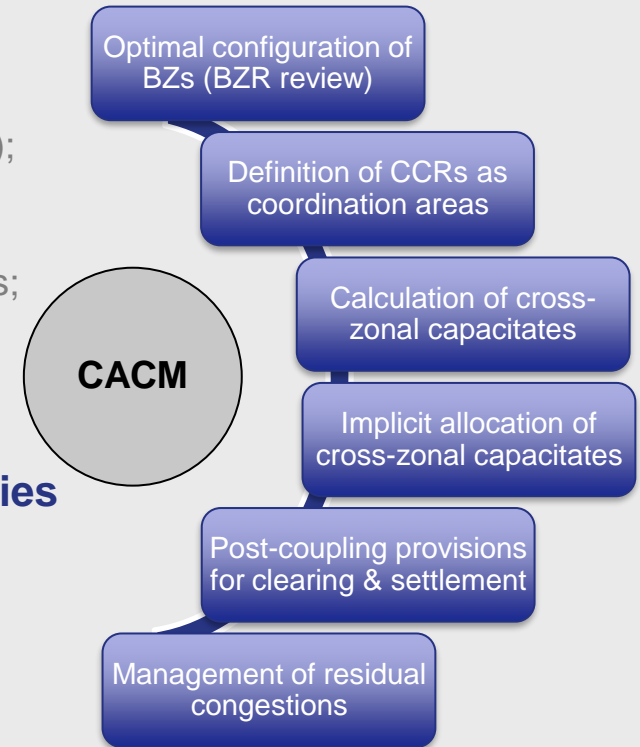 Optimal configuration of
BZs (BZR review)
);
Definition of CCRs as
coordination areas
s;
Calculation of cross-
zonal capacitates
CACM
Implicit allocation of
cross-zonal capacitates
ies
Post-coupling provisions
for clearing & settlement
Management of residual
congestions